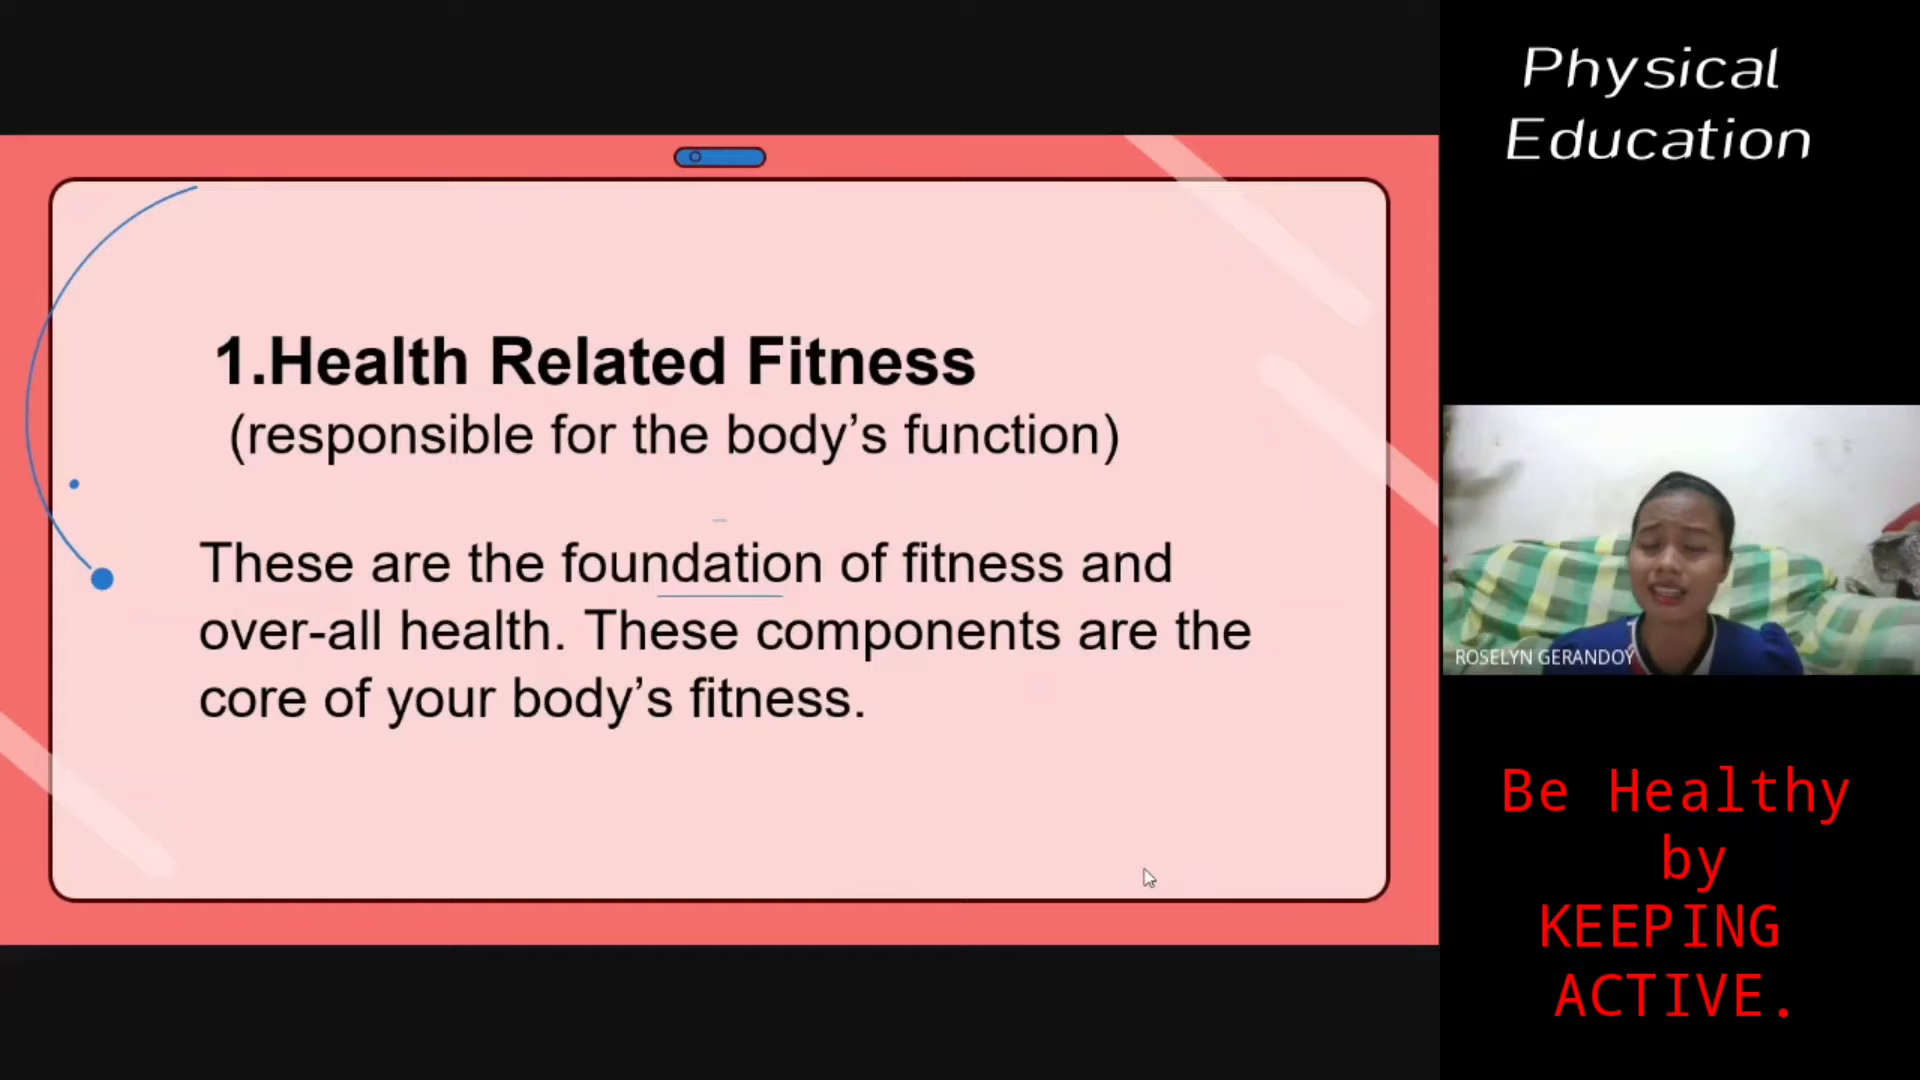 1.Health Related Fitness
(responsible for the body’s function)
These are the foundation of fitness and
over-all health. These components are the
core of your body’s fitness.
Physical
Education
ROSELYN GERANDOY
Be Healthy
by
KEEPING
ACTIVE.